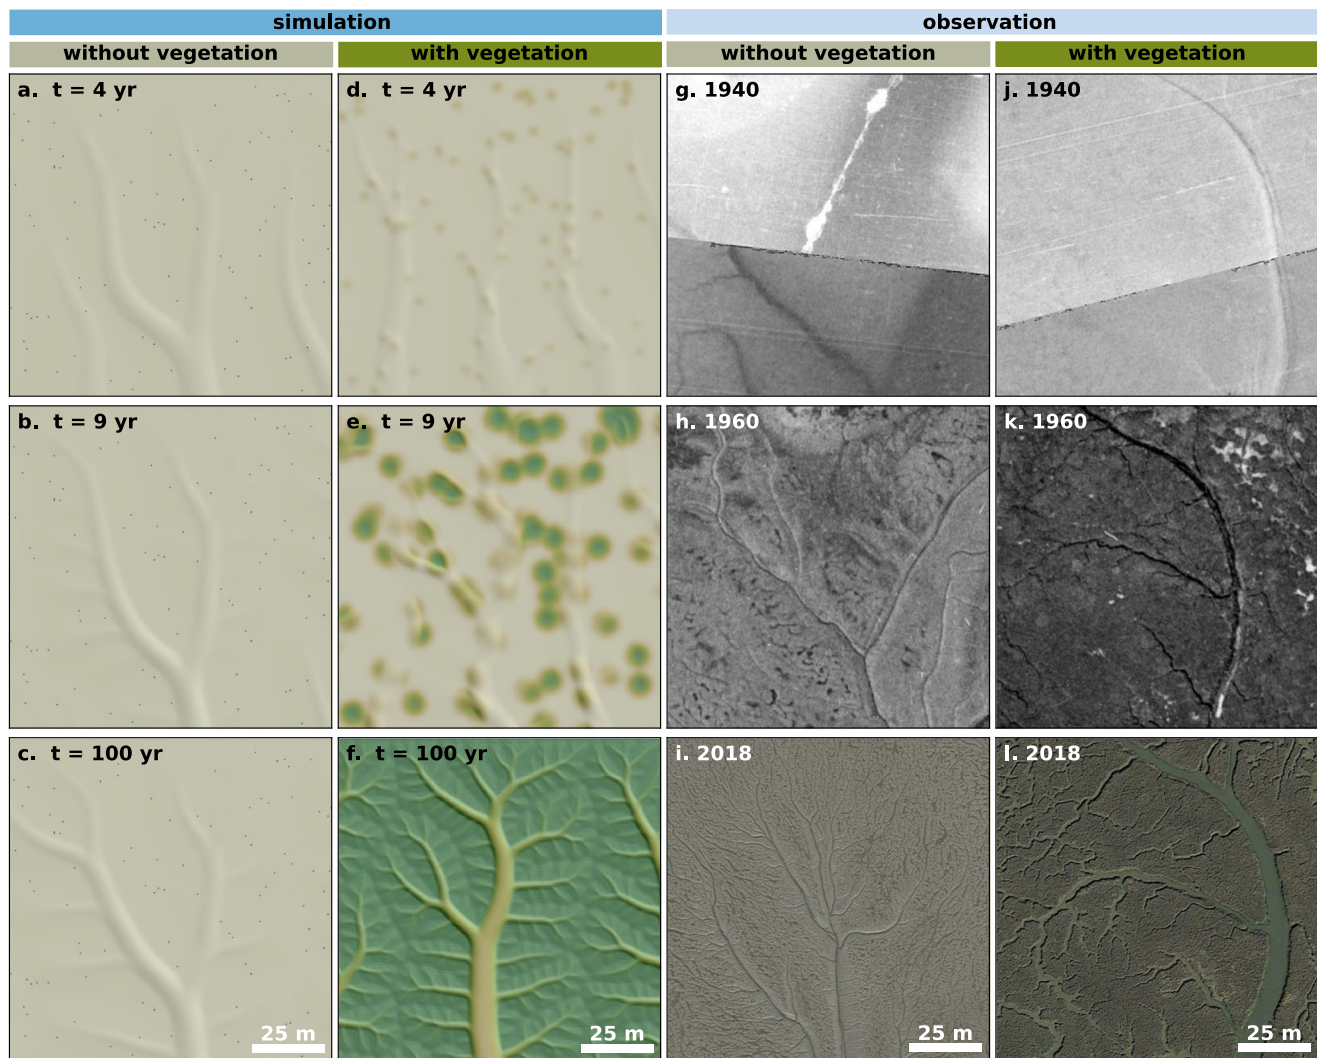 simulation
observation
without vegetation
with vegetation
without vegetation
with vegetation
a. t = 4 yr
d. t = 4 yr
g. 1940
j. 1940
b. t = 9 yr
e. t = 9 yr
h. 1960
k. 1960
c. t = 100 yr
f. t = 100 yr
i. 2018
l. 2018
25 m
25 m
25 m
25 m